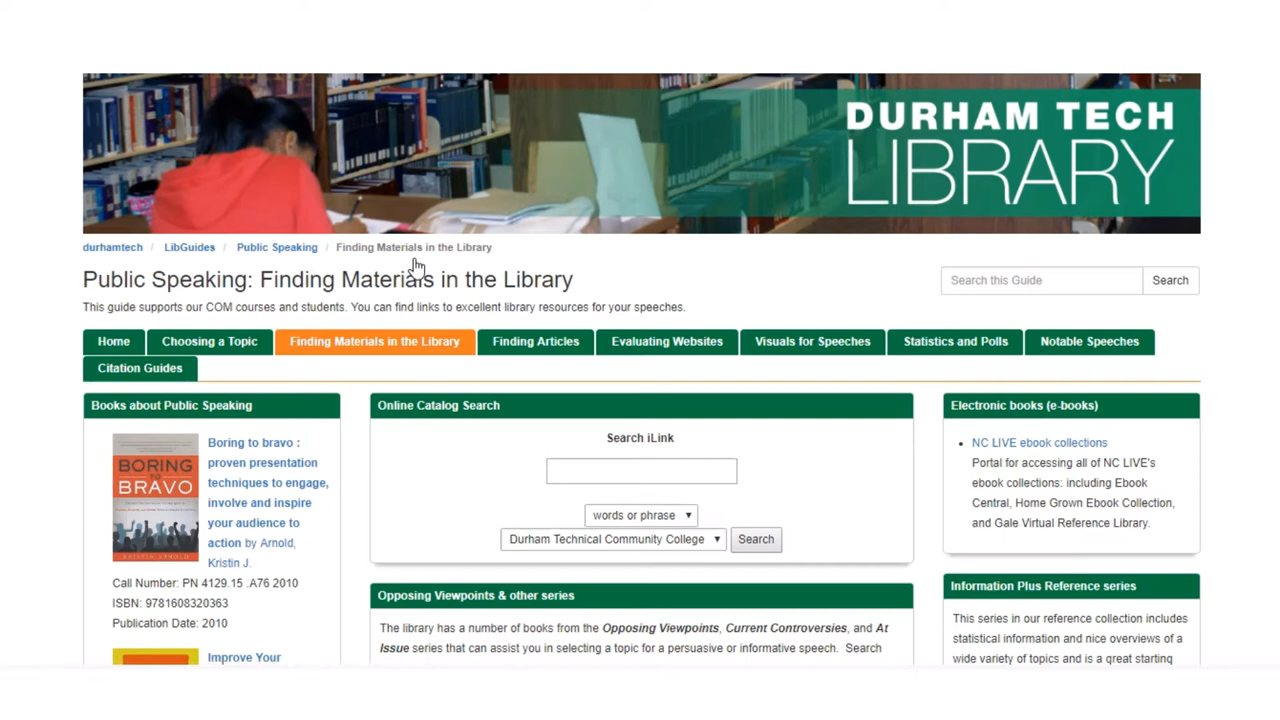 DURHAM TECH
LIBRARY
durhamtech / LibGuides / Public Speaking / Finding Materials in the Library
Public Speaking: Finding Materials in the Library
Search this Guide
Search
This guide supports our COM courses and students. You can find links to excellent library resources for your speeches.
Home
Choosing a Topic
Finding Materials in the Library
Finding Articles
Evaluating Websites
Visuals for Speeches
Statistics and Polls
Notable Speeches
Citation Guides
Books about Public Speaking
BORING
TO
BRAVO
KRISTIN ARNOLD
Boring to bravo :
proven presentation
techniques to engage,
involve and inspire
your audience to
action by Arnold,
Kristin J.
Call Number: PN 4129.15 .A76 2010
ISBN: 9781608320363
Publication Date: 2010
Improve Your
Online Catalog Search
Search iLink
words or phrase
Durham Technical Community College
Search
Opposing Viewpoints & other series
The library has a number of books from the Opposing Viewpoints, Current Controversies, and At
Issue series that can assist you in selecting a topic for a persuasive or informative speech. Search
Electronic books (e-books)
NC LIVE ebook collections
Portal for accessing all of NC LIVE's
ebook collections: including Ebook
Central, Home Grown Ebook Collection,
and Gale Virtual Reference Library.
Information Plus Reference series
This series in our reference collection includes
statistical information and nice overviews of a
wide variety of topics and is a great starting